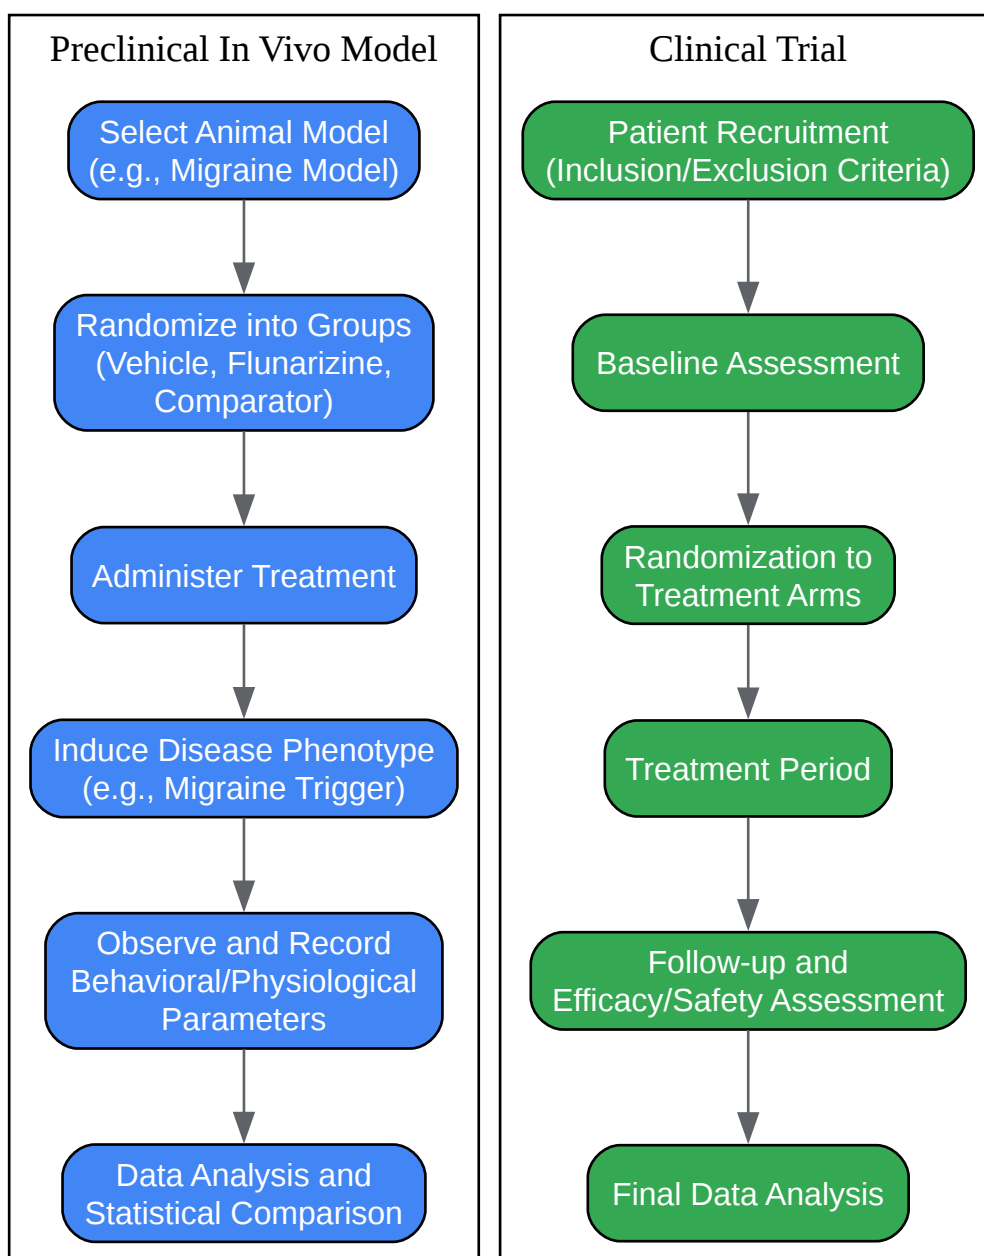 Preclinical In Vivo Model
Select Animal Model
(e.g., Migraine Model)
Randomize into Groups
(Vehicle, Flunarizine,
Comparator)
Administer Treatment
Induce Disease Phenotype
(e.g., Migraine Trigger)
Observe and Record
Behavioral/Physiological
Parameters
Data Analysis and
Statistical Comparison
Clinical Trial
Patient Recruitment
(Inclusion/Exclusion Criteria)
Baseline Assessment
Randomization to
Treatment Arms
Treatment Period
Follow-up and
Efficacy/Safety Assessment
Final Data Analysis